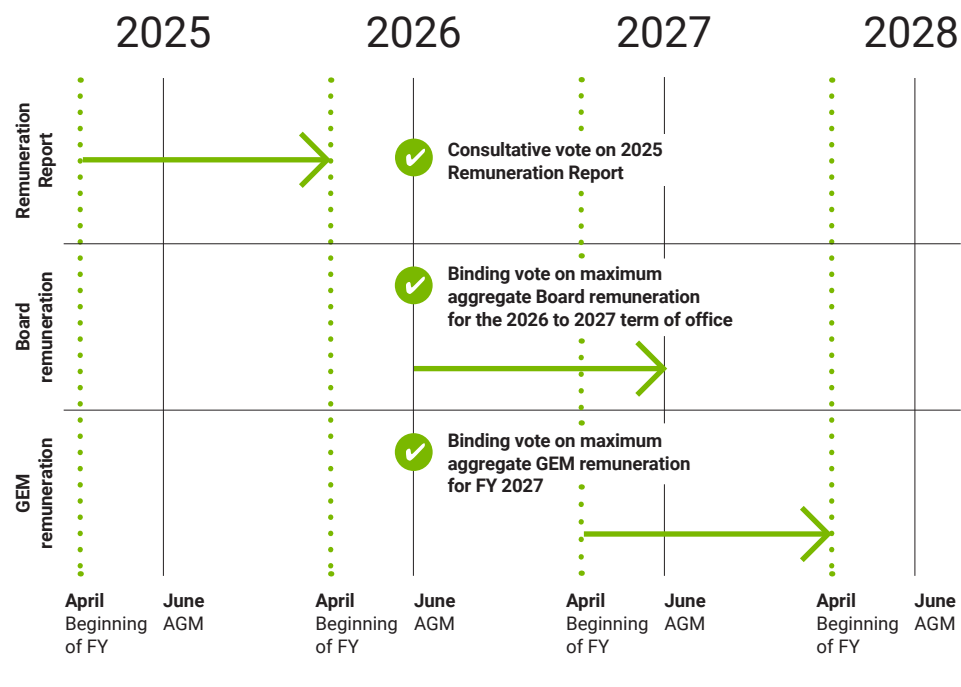 2025 2026 2027 2028
Remuneration
Report
Consultative vote on 2025
Remuneration Report
Board
remuneration
Binding vote on maximum
aggregate Board remuneration
for the 2026 to 2027 term of office
GEM
remuneration
Binding vote on maximum
aggregate GEM remuneration
for FY 2027
April June April June April June April June
Beginning AGM Beginning AGM Beginning AGM Beginning AGM
of FY of FY of FY of FY